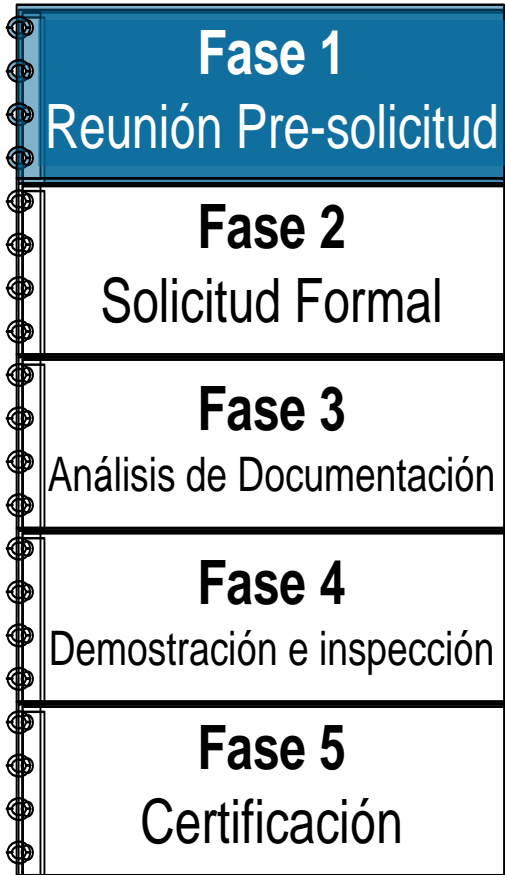 Fase 1
Reunión Pre-solicitud
Fase 2
Solicitud Formal
Fase 3
Análisis de Documentación
Fase 4
Demostración e inspección
Fase 5
Certificación